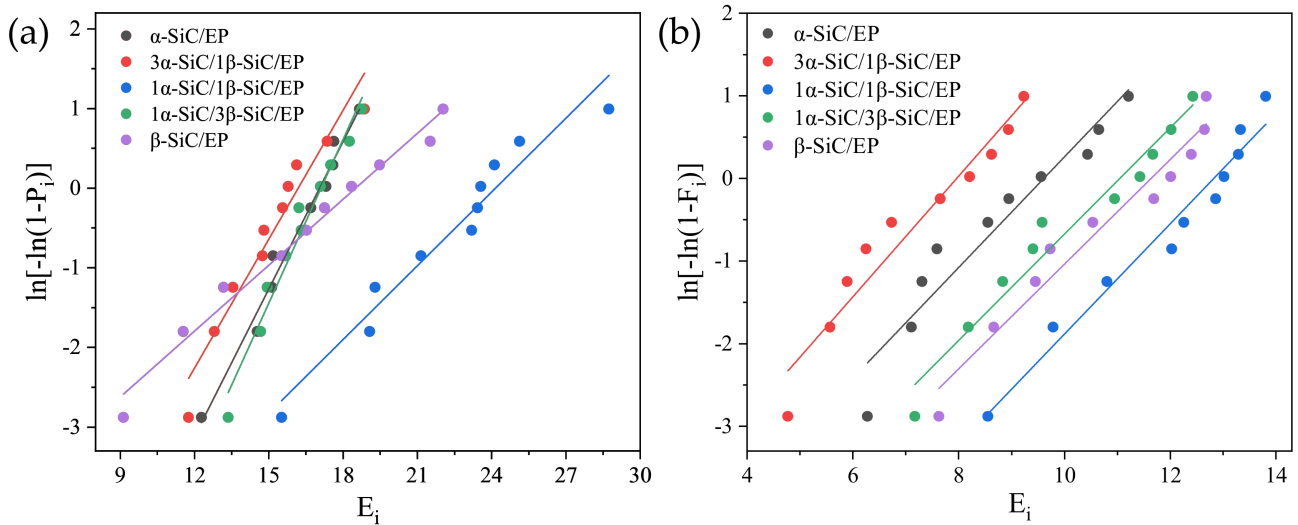 (a)
α-SiC/EP
3α-SiC/1β-SiC/EP
1α-SiC/1β-SiC/EP
1α-SiC/3β-SiC/EP
β-SiC/EP
2
1
0
-1
-2
-3
ln[-ln(1-Pᵢ)]
9 12 15 18 21 24 27 30
Eᵢ
(b)
α-SiC/EP
3α-SiC/1β-SiC/EP
1α-SiC/1β-SiC/EP
1α-SiC/3β-SiC/EP
β-SiC/EP
2
1
0
-1
-2
-3
ln[-ln(1-Fᵢ)]
4 6 8 10 12 14
Eᵢ